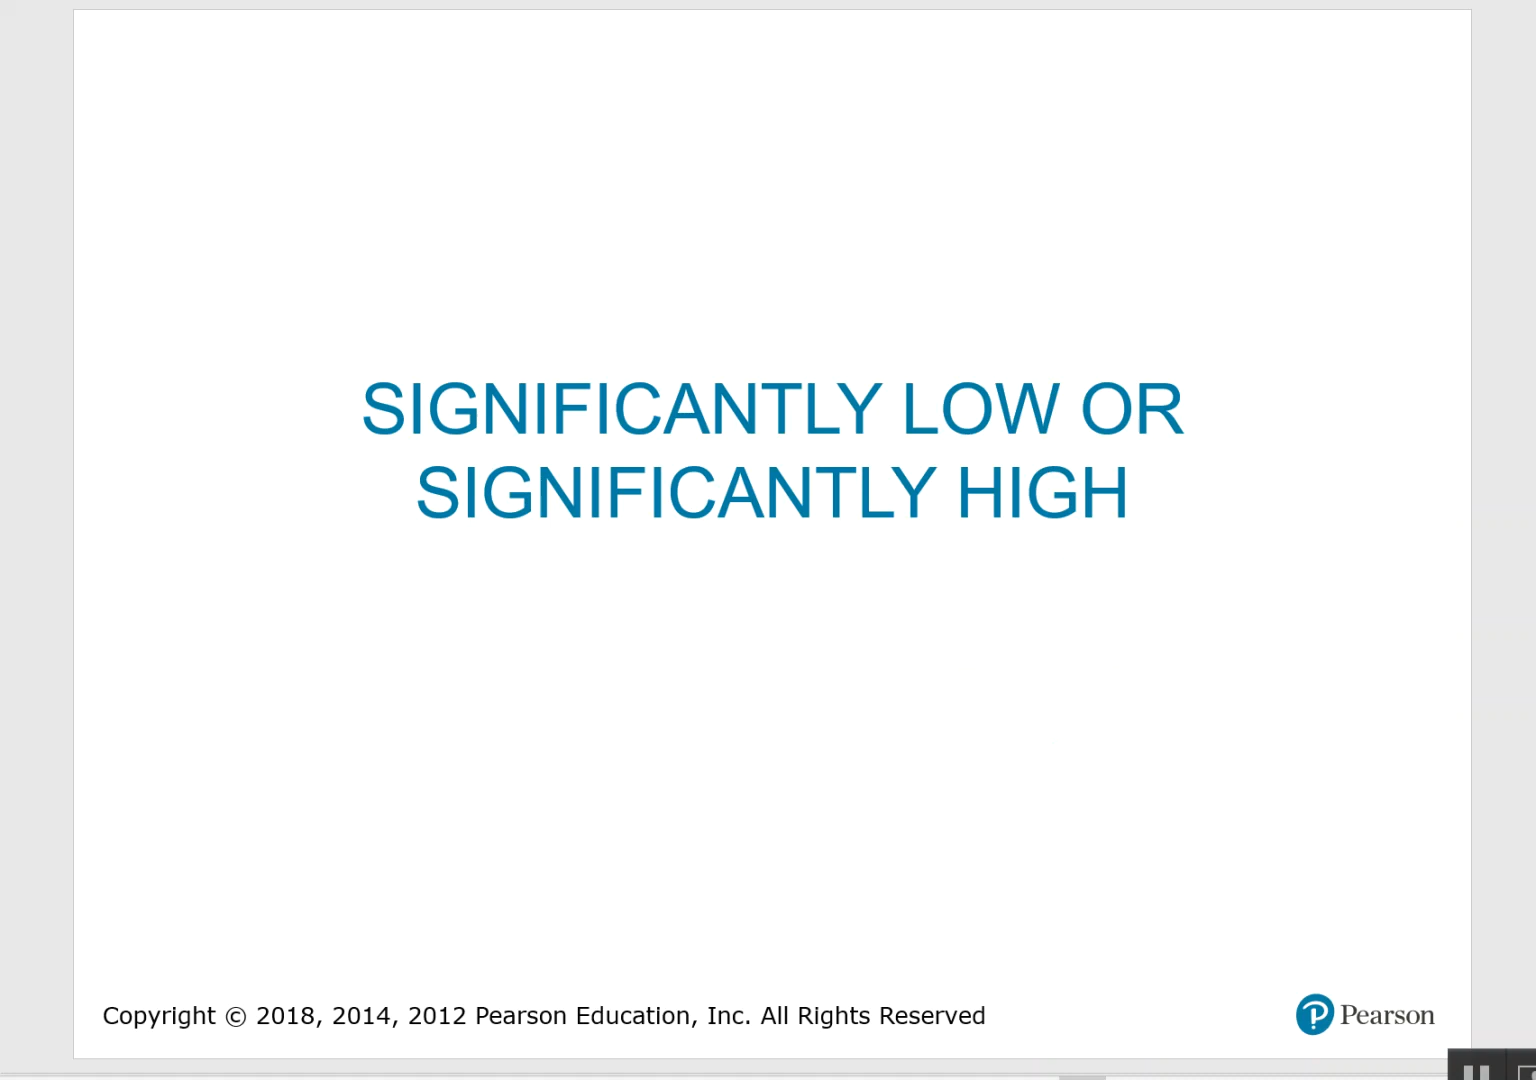 SIGNIFICANTLY LOW OR
SIGNIFICANTLY HIGH
Copyright © 2018, 2014, 2012 Pearson Education, Inc. All Rights Reserved
Pearson